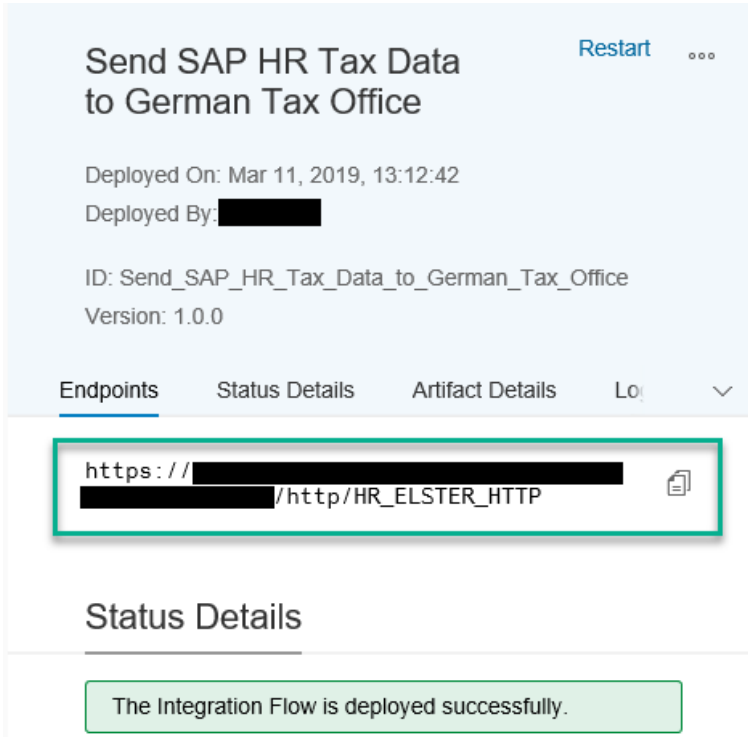 Send SAP HR Tax Data
Restart
to German Tax Office
Deployed On: Mar 11, 2019, 13:12:42
Deployed By:
ID: Send_SAP_HR_Tax_Data_to_German_Tax_Office
Version: 1.0.0
Endpoints Status Details Artifact Details Lo
https://
/http/HR_ELSTER_HTTP
Status Details
The Integration Flow is deployed successfully.